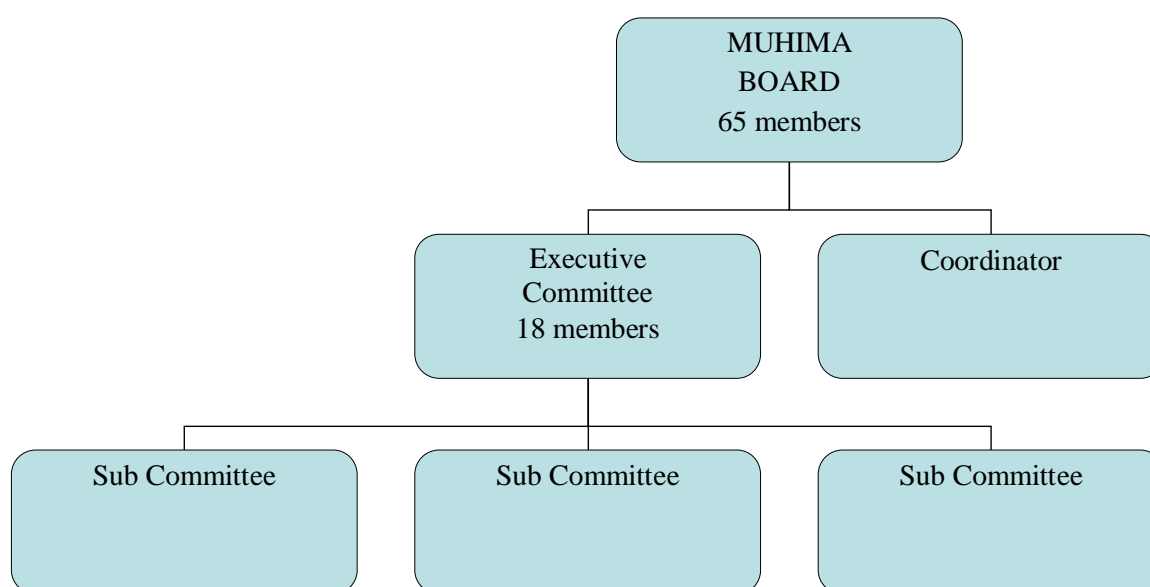 MUHIMA
BOARD
65 members
Executive
Committee
18 members
Coordinator
Sub Committee
Sub Committee
Sub Committee